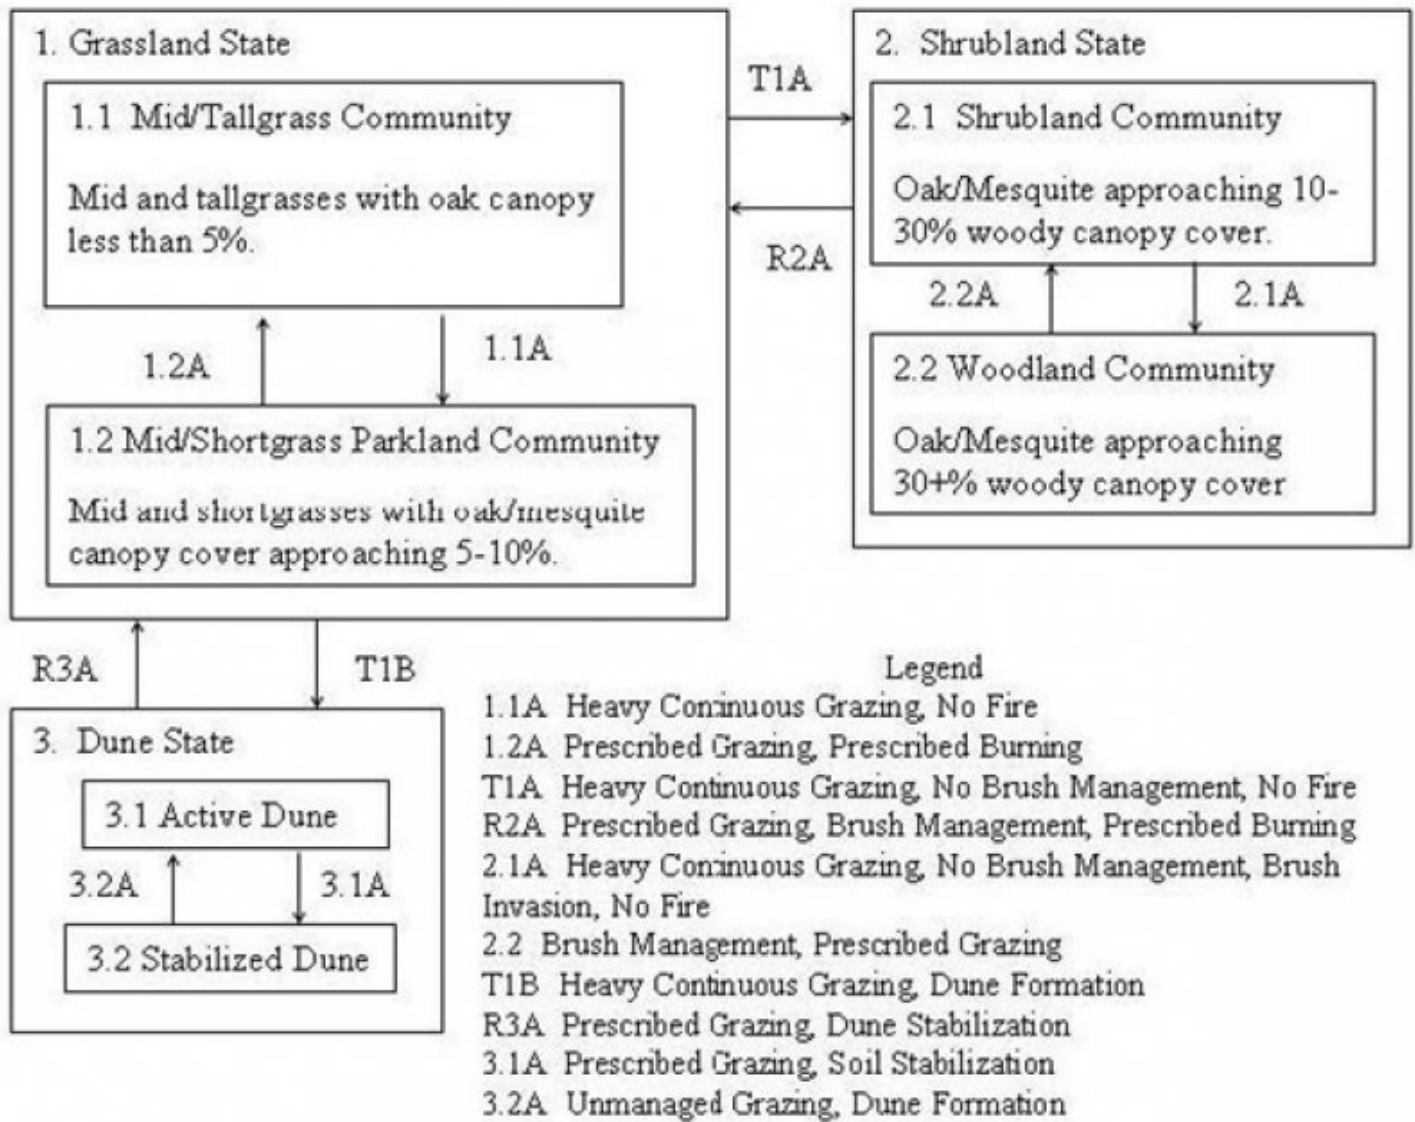 1. Grassland State
1.1 Mid/Tallgrass Community
Mid and tallgrasses with oak canopy
less than 5%.
1.2A
1.1A
1.2 Mid/Shortgrass Parkland Community
Mid and shortgrasses with oak/mesquite
canopy cover approaching 5-10%.
T1A
R2A
2. Shrubland State
2.1 Shrubland Community
Oak/Mesquite approaching 10-
30% woody canopy cover.
2.2A
2.1A
2.2 Woodland Community
Oak/Mesquite approaching
30+% woody canopy cover
R3A
T1B
3. Dune State
3.1 Active Dune
3.2A
3.1A
3.2 Stabilized Dune
Legend
1.1A Heavy Continuous Grazing, No Fire
1.2A Prescribed Grazing, Prescribed Burning
T1A Heavy Continuous Grazing, No Brush Management, No Fire
R2A Prescribed Grazing, Brush Management, Prescribed Burning
2.1A Heavy Continuous Grazing, No Brush Management, Brush
Invasion, No Fire
2.2 Brush Management, Prescribed Grazing
T1B Heavy Continuous Grazing, Dune Formation
R3A Prescribed Grazing, Dune Stabilization
3.1A Prescribed Grazing, Soil Stabilization
3.2A Unmanaged Grazing, Dune Formation